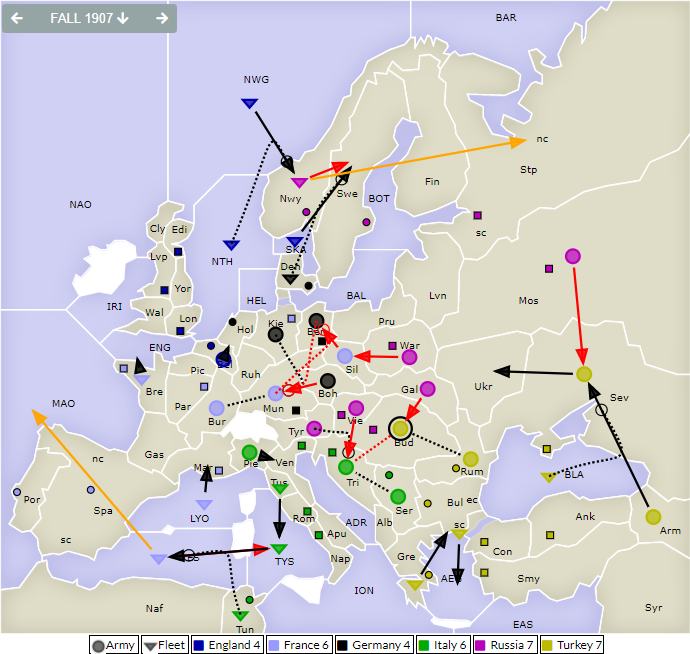 FALL 1907
BAR
NWG
nc
Stp
Fin
NAO
Nwy
Swe
BOT
Cly Edi
sc
SKA
Lvp
NTH
Den
Mos
Yor
HEL
BAL
Lvn
IRI
Wal
Lon
Hol
Kie
Pru
ENG
Ber
War
Bel
Sil
Ruh
Pic
Ukr
MAO
Bre
Boh
Gal
Par
Mun
Sev
Bur
Vie
Tyr
Bud
nc
Gas
Mar
Pie
Ven
Tri
Rum
BLA
Tus
Ser
Por
Spa
LYO
Rom
ADR
Alb
Bul
ec
Ank
Arm
Apu
sc
Con
sc
WES
TYS
Nap
Gre
AEG
Smy
ION
Naf
Syr
Tun
EAS
Army
Fleet
England 4
France 6
Germany 4
Italy 6
Russia 7
Turkey 7